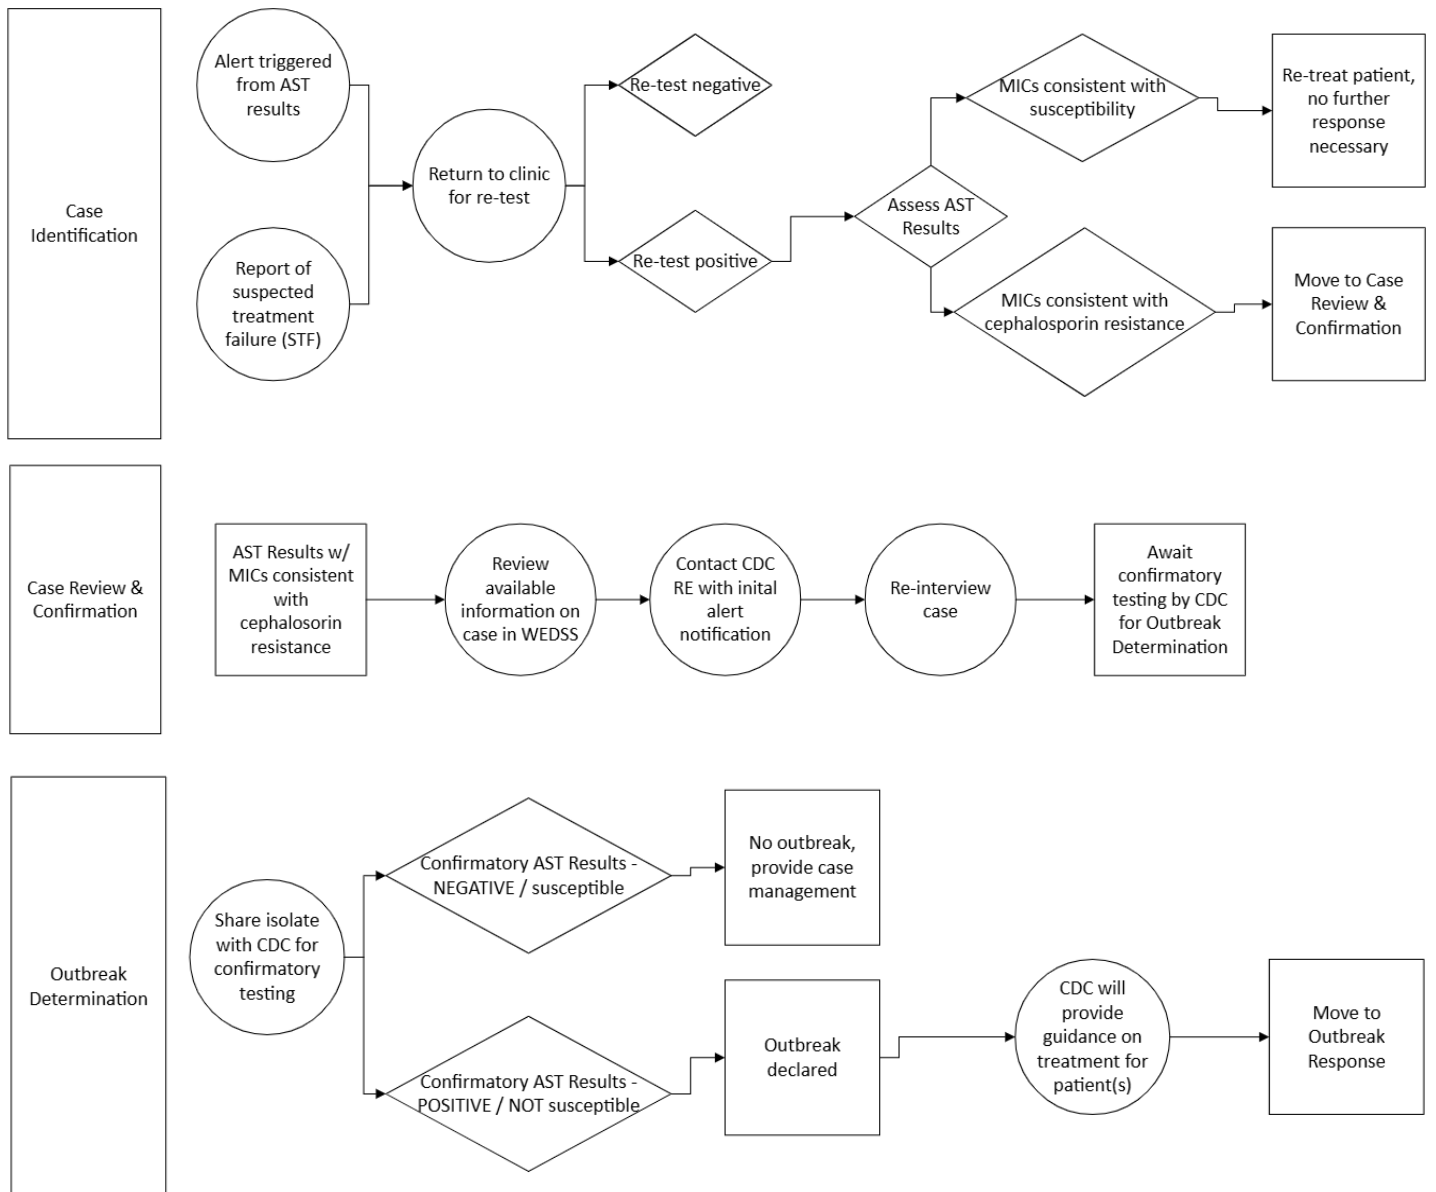 Case
Identification
Alert triggered
from AST
results
Report of
suspected
treatment
failure (STF)
Return to clinic
for re-test
Re-test negative
Re-test positive
Assess AST
Results
MICs consistent with
susceptibility
MICs consistent with
cephalosporin resistance
Re-treat patient,
no further
response
necessary
Move to Case
Review &
Confirmation
Case Review &
Confirmation
AST Results w/
MICs consistent
with
cephalosorin
resistance
Review
available
information on
case in WEDSS
Contact CDC
RE with inital
alert
notification
Re-interview
case
Await
confirmatory
testing by CDC
for Outbreak
Determination
Outbreak
Determination
Share isolate
with CDC for
confirmatory
testing
Confirmatory AST Results -
NEGATIVE / susceptible
Confirmatory AST Results -
POSITIVE / NOT susceptible
No outbreak,
provide case
management
Outbreak
declared
CDC will
provide
guidance on
treatment for
patient(s)
Move to
Outbreak
Response